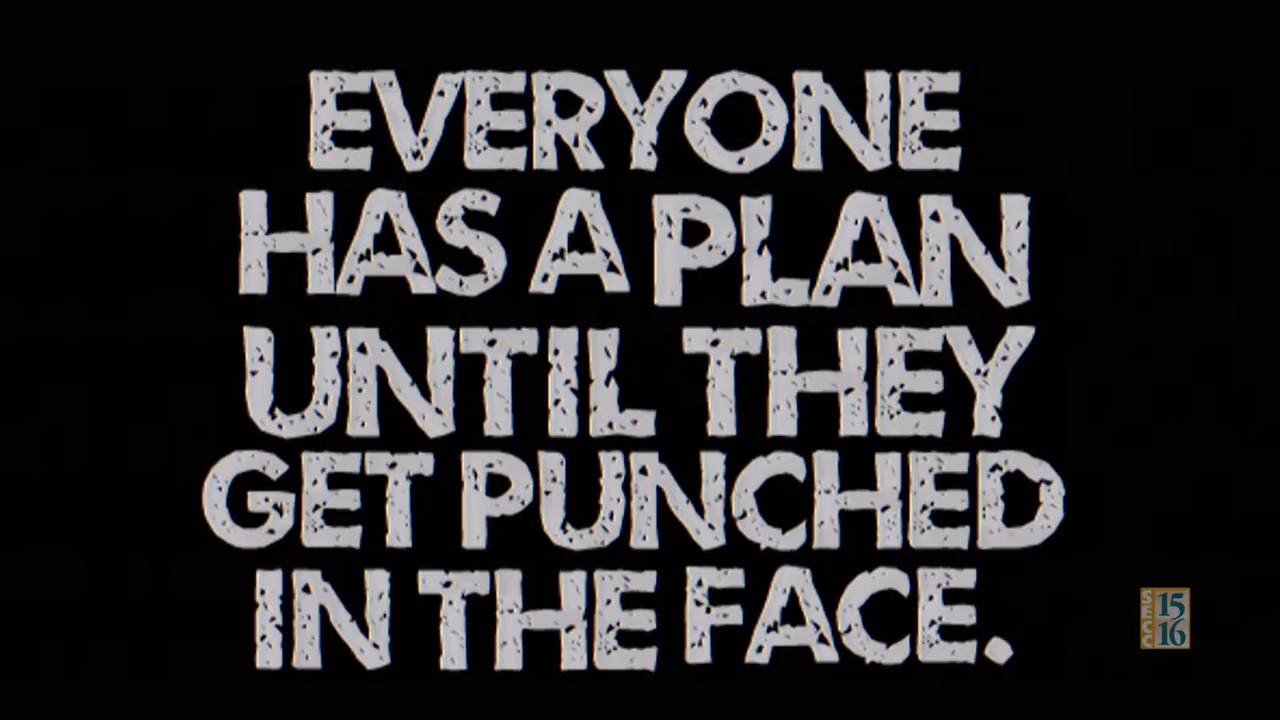 EVERYONE
HAS A PLAN
UNTIL THEY
GET PUNCHED
IN THE FACE.
15
16